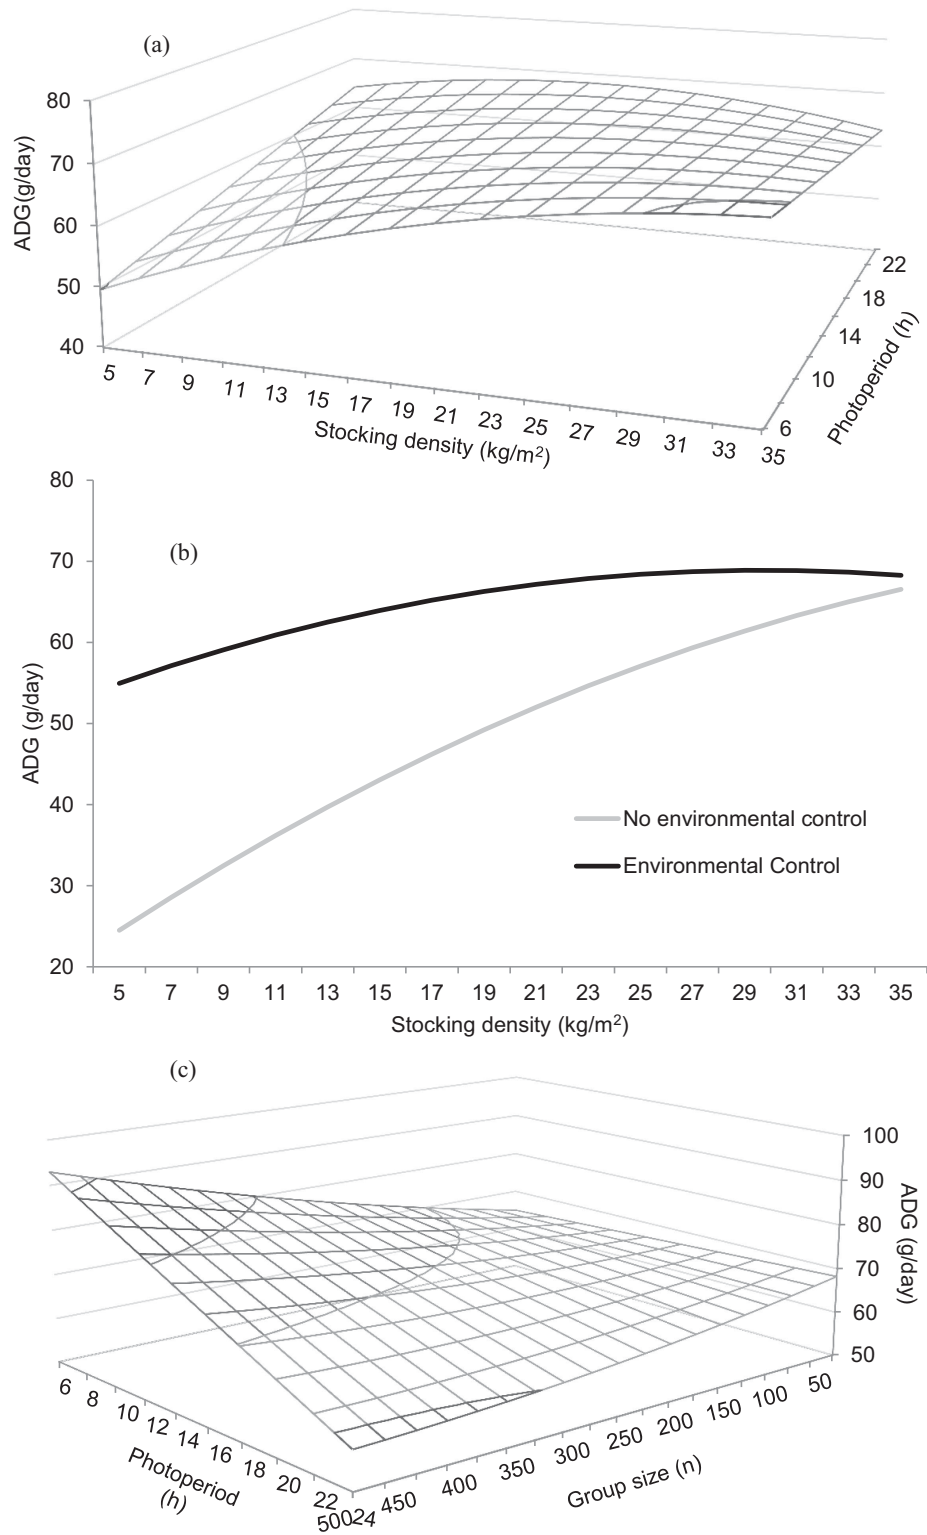 (a)
80
70
60
50
40
ADG(g/day)
5 7 9 11 13 15 17 19 21 23 25 27 29 31 33 35
Stocking density (kg/m²)
22
18
14
10
6
Photoperiod (h)
(b)
80
70
60
50
40
30
20
ADG (g/day)
No environmental control
Environmental Control
5 7 9 11 13 15 17 19 21 23 25 27 29 31 33 35
Stocking density (kg/m²)
(c)
100
90
80
70
60
50
ADG (g/day)
6 8 10 12 14 16 18 20 22 24
Photoperiod
(h)
500 450 400 350 300 250 200 150 100 50
Group size (n)